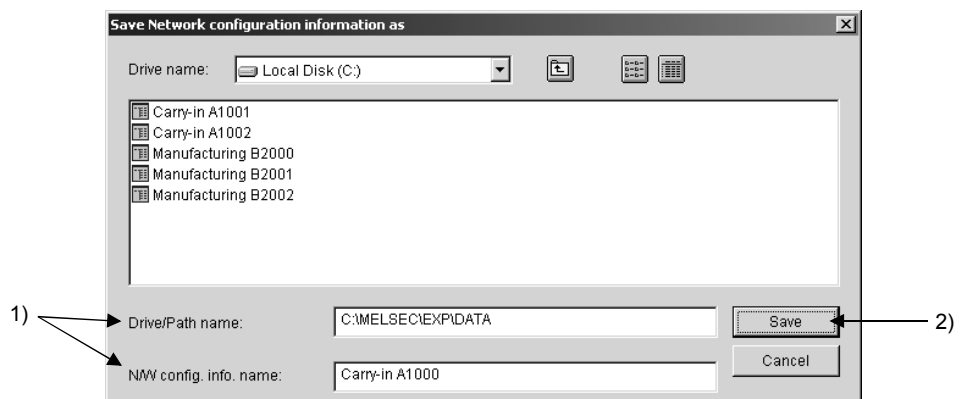 Save Network configuration information as
Drive name: Local Disk (C:)
Carry-in A1001
Carry-in A1002
Manufacturing B2000
Manufacturing B2001
Manufacturing B2002
1)
Drive/Path name: C:\MELSEC\EXP\DATA Save 2)
N/W config. info. name: Carry-in A1000 Cancel